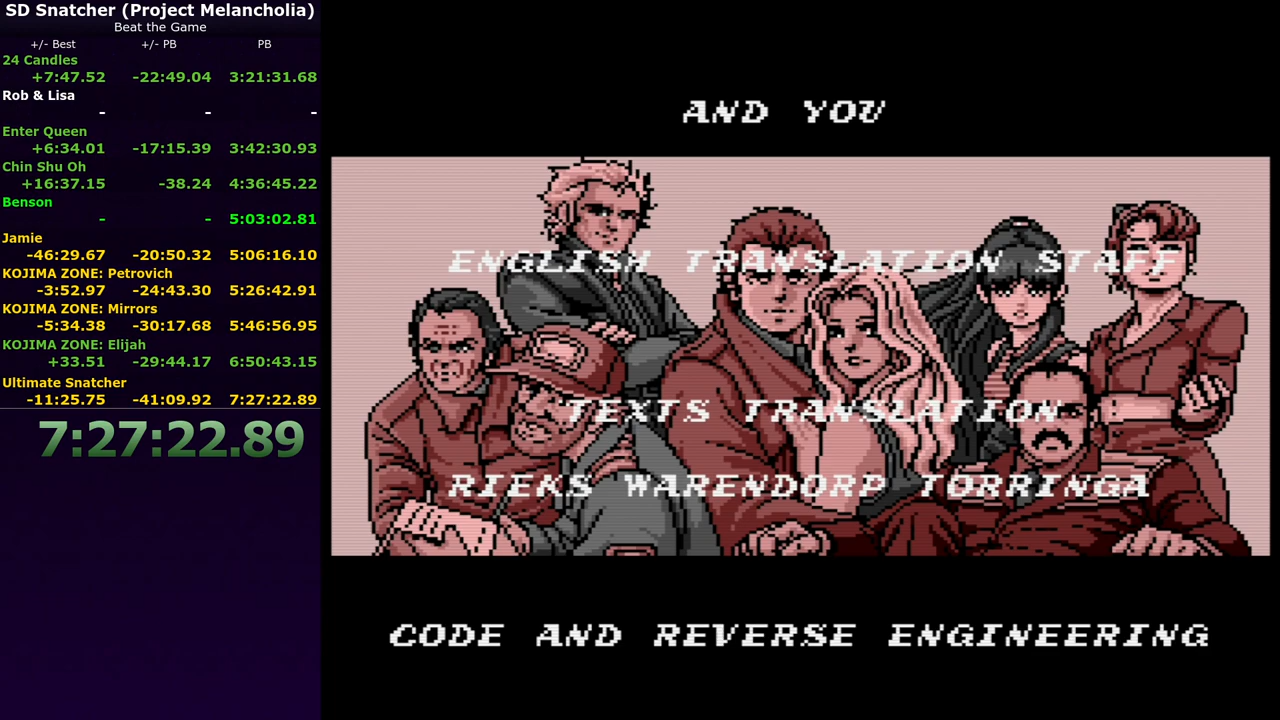 SD Snatcher (Project Melancholia)
Beat the Game
+/- Best +/- PB PB
24 Candles
+7:47.52 -22:49.04 3:21:31.68
Rob & Lisa
- - -
Enter Queen
+6:34.01 -17:15.39 3:42:30.93
Chin Shu Oh
+16:37.15 -38.24 4:36:45.22
Benson
- - 5:03:02.81
Jamie
-46:29.67 -20:50.32 5:06:16.10
KOJIMA ZONE: Petrovich
-3:52.97 -24:43.30 5:26:42.91
KOJIMA ZONE: Mirrors
-5:34.38 -30:17.68 5:46:56.95
KOJIMA ZONE: Elijah
+33.51 -29:44.17 6:50:43.15
Ultimate Snatcher
-11:25.75 -41:09.92 7:27:22.89
7:27:22.89
AND YOU
ENGLISH TRANSLATION STAFF
TEXTS TRANSLATION
RIEKS WARENDORP TORRINGA
CODE AND REVERSE ENGINEERING